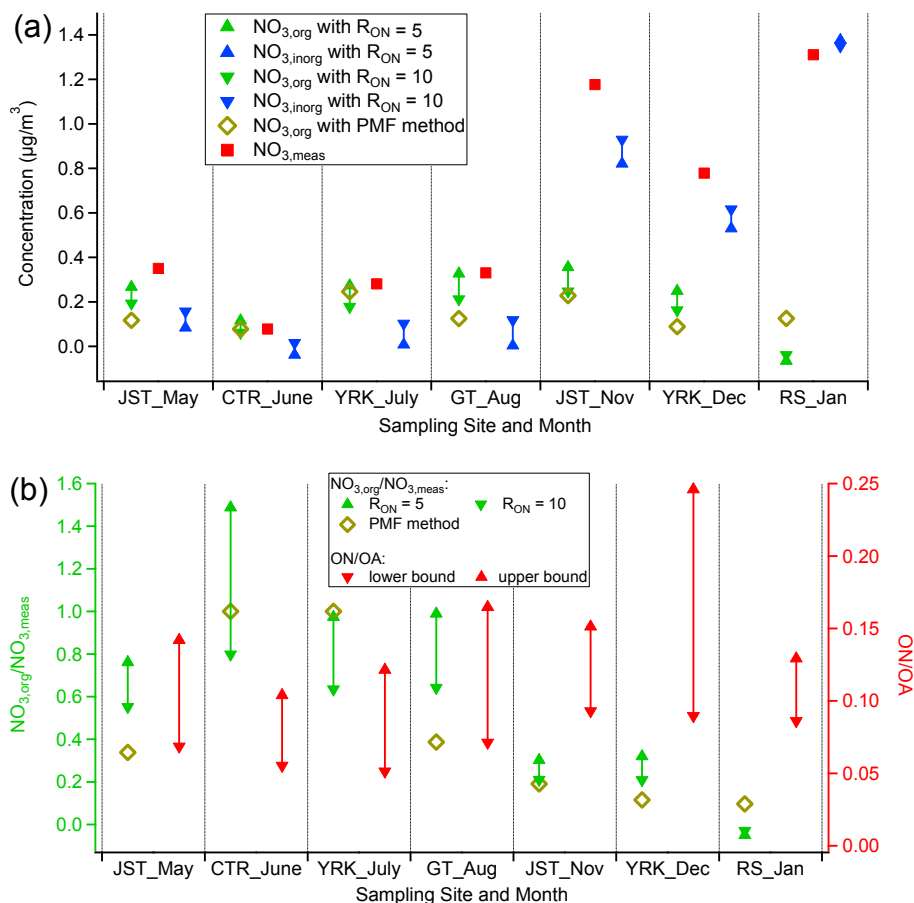 (a)
1.4
1.2
1.0
0.8
0.6
0.4
0.2
0.0
Concentration (µg/m³)
NO3,org with RON = 5
NO3,inorg with RON = 5
NO3,org with RON = 10
NO3,inorg with RON = 10
NO3,org with PMF method
NO3,meas
JST_May CTR_June YRK_July GT_Aug JST_Nov YRK_Dec RS_Jan
Sampling Site and Month
(b)
1.6
1.4
1.2
1.0
0.8
0.6
0.4
0.2
0.0
NO3,org/NO3,meas
NO3,org/NO3,meas:
RON = 5 RON = 10
PMF method
ON/OA:
lower bound upper bound
0.25
0.20
0.15
0.10
0.05
0.00
ON/OA
JST_May CTR_June YRK_July GT_Aug JST_Nov YRK_Dec RS_Jan
Sampling Site and Month